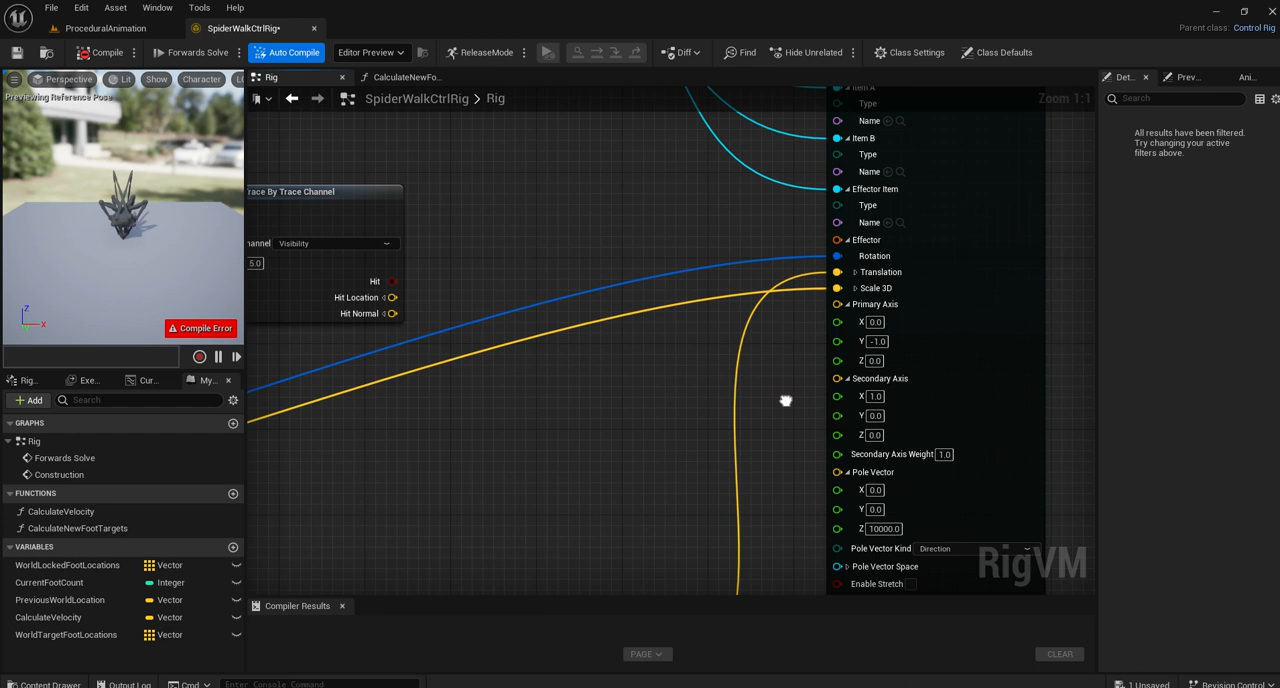 File Edit Asset Window Tools Help
ProceduralAnimation
SpiderWalkCtrlRig•
Parent class: Control Rig
Compile
Forwards Solve
Auto Compile
Editor Preview
ReleaseMode
Diff
Find
Hide Unrelated
Class Settings
Class Defaults
Perspective
Lit
Show
Character
LO
Previewing Reference Pose
Z
X
Compile Error
Rig
CalculateNewFo...
SpiderWalkCtrlRig > Rig
Zoom 1:1
race By Trace Channel
hannel Visibility
5.0
Hit
Hit Location
Hit Normal
Item A
Type
Name
Item B
Type
Name
Effector Item
Type
Name
Effector
Rotation
Translation
Scale 3D
Primary Axis
X 0.0
Y -1.0
Z 0.0
Secondary Axis
X 1.0
Y 0.0
Z 0.0
Secondary Axis Weight 1.0
Pole Vector
X 0.0
Y 0.0
Z 10000.0
Pole Vector Kind Direction
Pole Vector Space
Enable Stretch
RigVM
Det...
Prev...
Ani...
Search
All results have been filtered.
Try changing your active
filters above.
Rig...
Exe...
Cur...
My...
Add
Search
GRAPHS
Rig
Forwards Solve
Construction
FUNCTIONS
CalculateVelocity
CalculateNewFootTargets
VARIABLES
WorldLockedFootLocations Vector
CurrentFootCount Integer
PreviousWorldLocation Vector
CalculateVelocity Vector
WorldTargetFootLocations Vector
Compiler Results
PAGE
CLEAR
Content Drawer
Output Log
Cmd
Enter Console Command
1 Unsaved
Revision Control